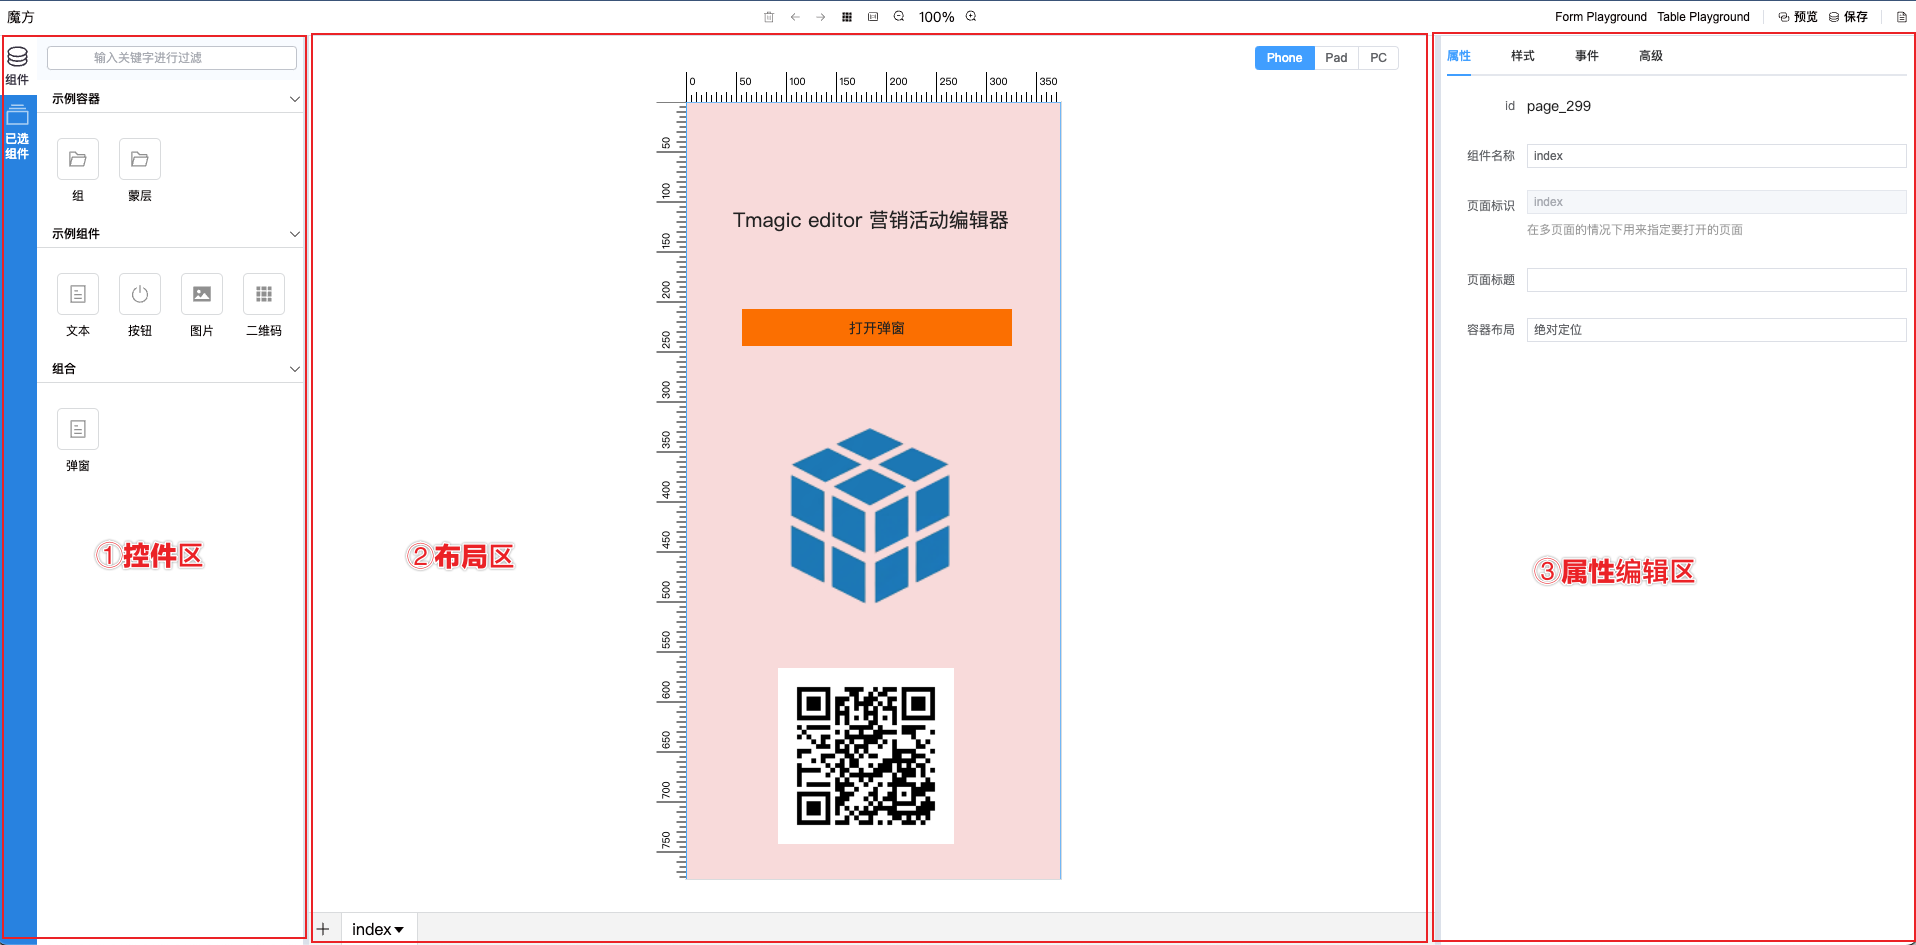 魔方
100%
Form Playground Table Playground 预览 保存
组件
已选
组件
输入关键字进行过滤
示例容器
组 蒙层
示例组件
文本 按钮 图片 二维码
组合
弹窗
①控件区
Phone Pad PC
0 50 100 150 200 250 300 350
50
100
150
200
250
300
350
400
450
500
550
600
650
700
750
Tmagic editor 营销活动编辑器
打开弹窗
②布局区
index
属性 样式 事件 高级
id page_299
组件名称 index
页面标识 index
在多页面的情况下用来指定要打开的页面
页面标题
容器布局 绝对定位
③属性编辑区